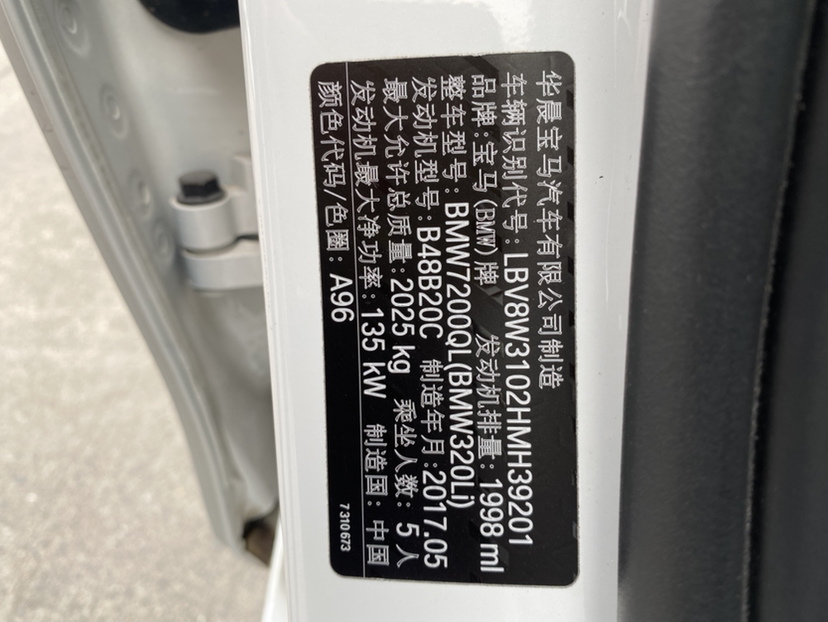 华晨宝马汽车有限公司制造
车辆识别代号: LBV8W3102HMH39201
品牌: 宝马(BMW)牌 发动机排量: 1998 ml
整车型号: BMW7200QL(BMW320Li)
发动机型号: B48B20C 制造年月: 2017.05
最大允许总质量: 2025 kg 乘坐人数: 5 人
发动机最大净功率: 135 kW 制造国: 中国
颜色代码/色圈: A96 7 310 673